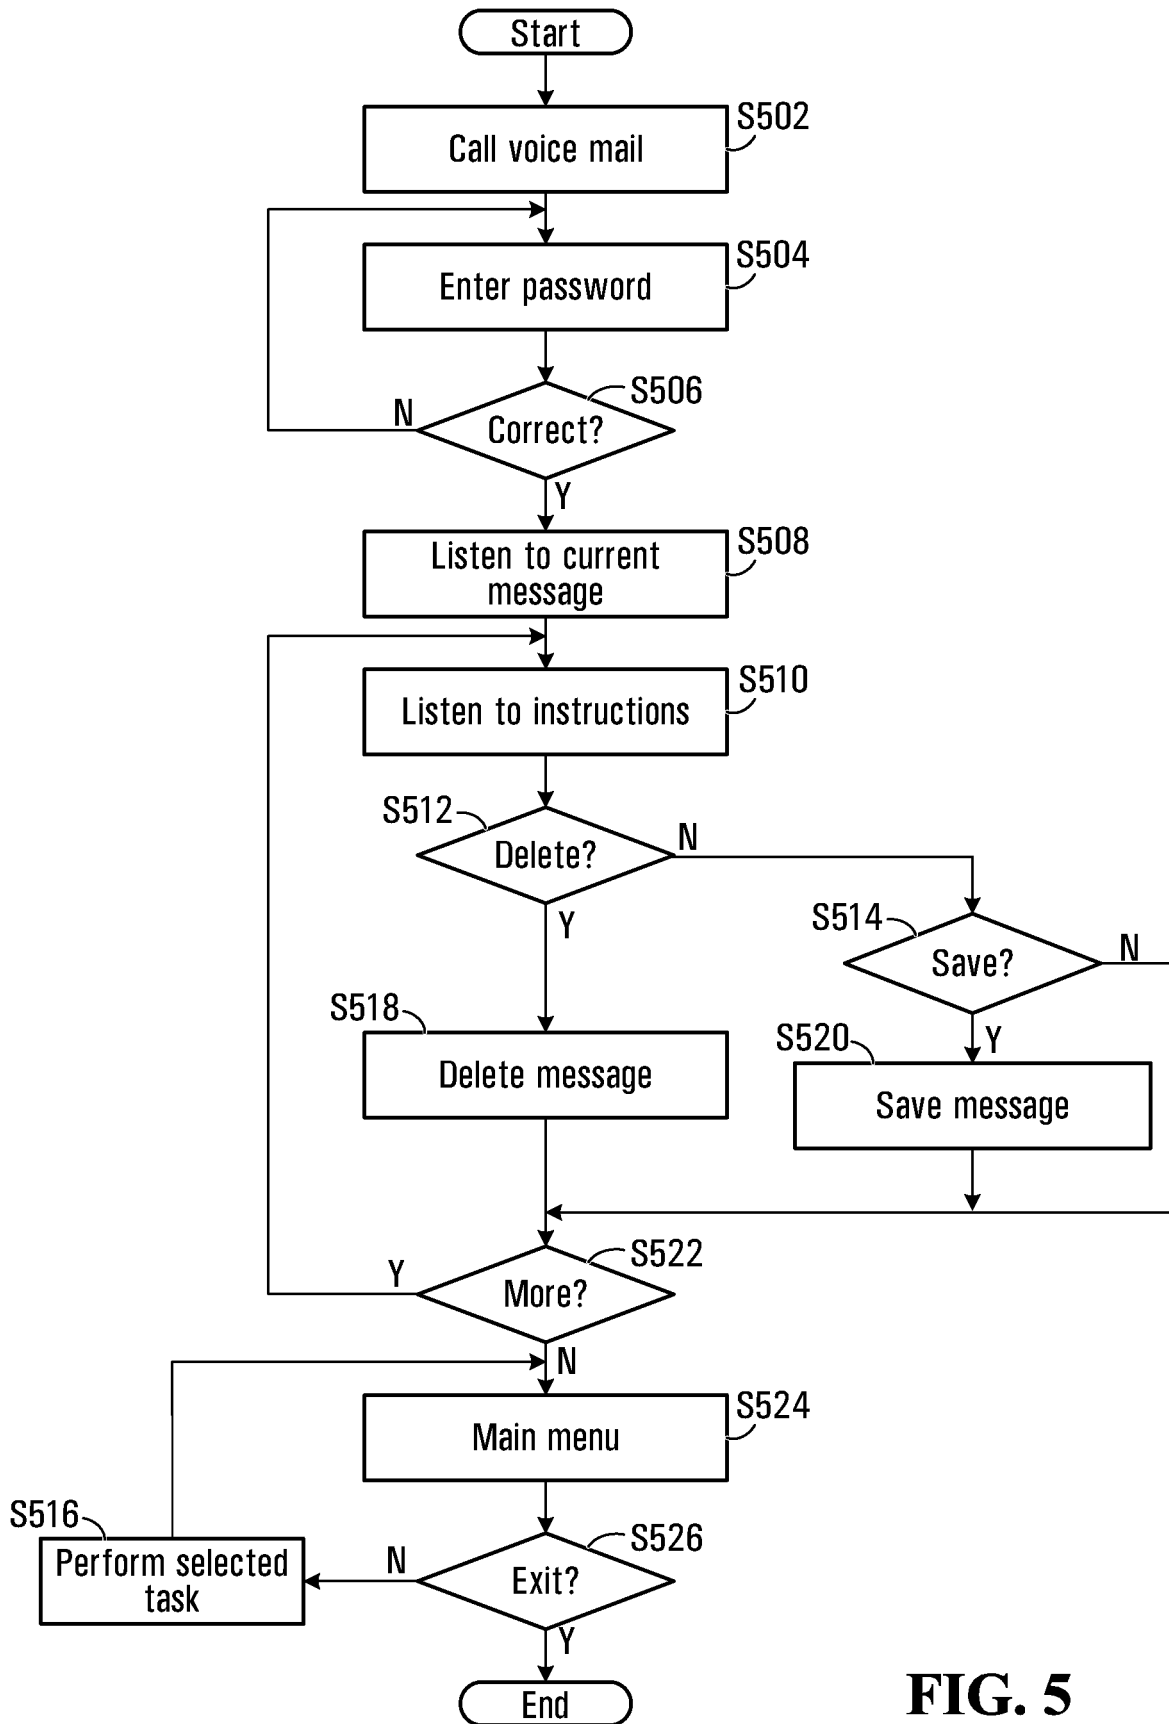 Start
S502
Call voice mail
S504
Enter password
S506
N
Correct?
Y
S508
Listen to current
message
S510
Listen to instructions
S512
N
Delete?
Y
S514
N
Save?
S518
Y
S520
Delete message
Save message
S522
Y
More?
N
S524
Main menu
S516
S526
Perform selected
task
N
Exit?
Y
End
FIG. 5